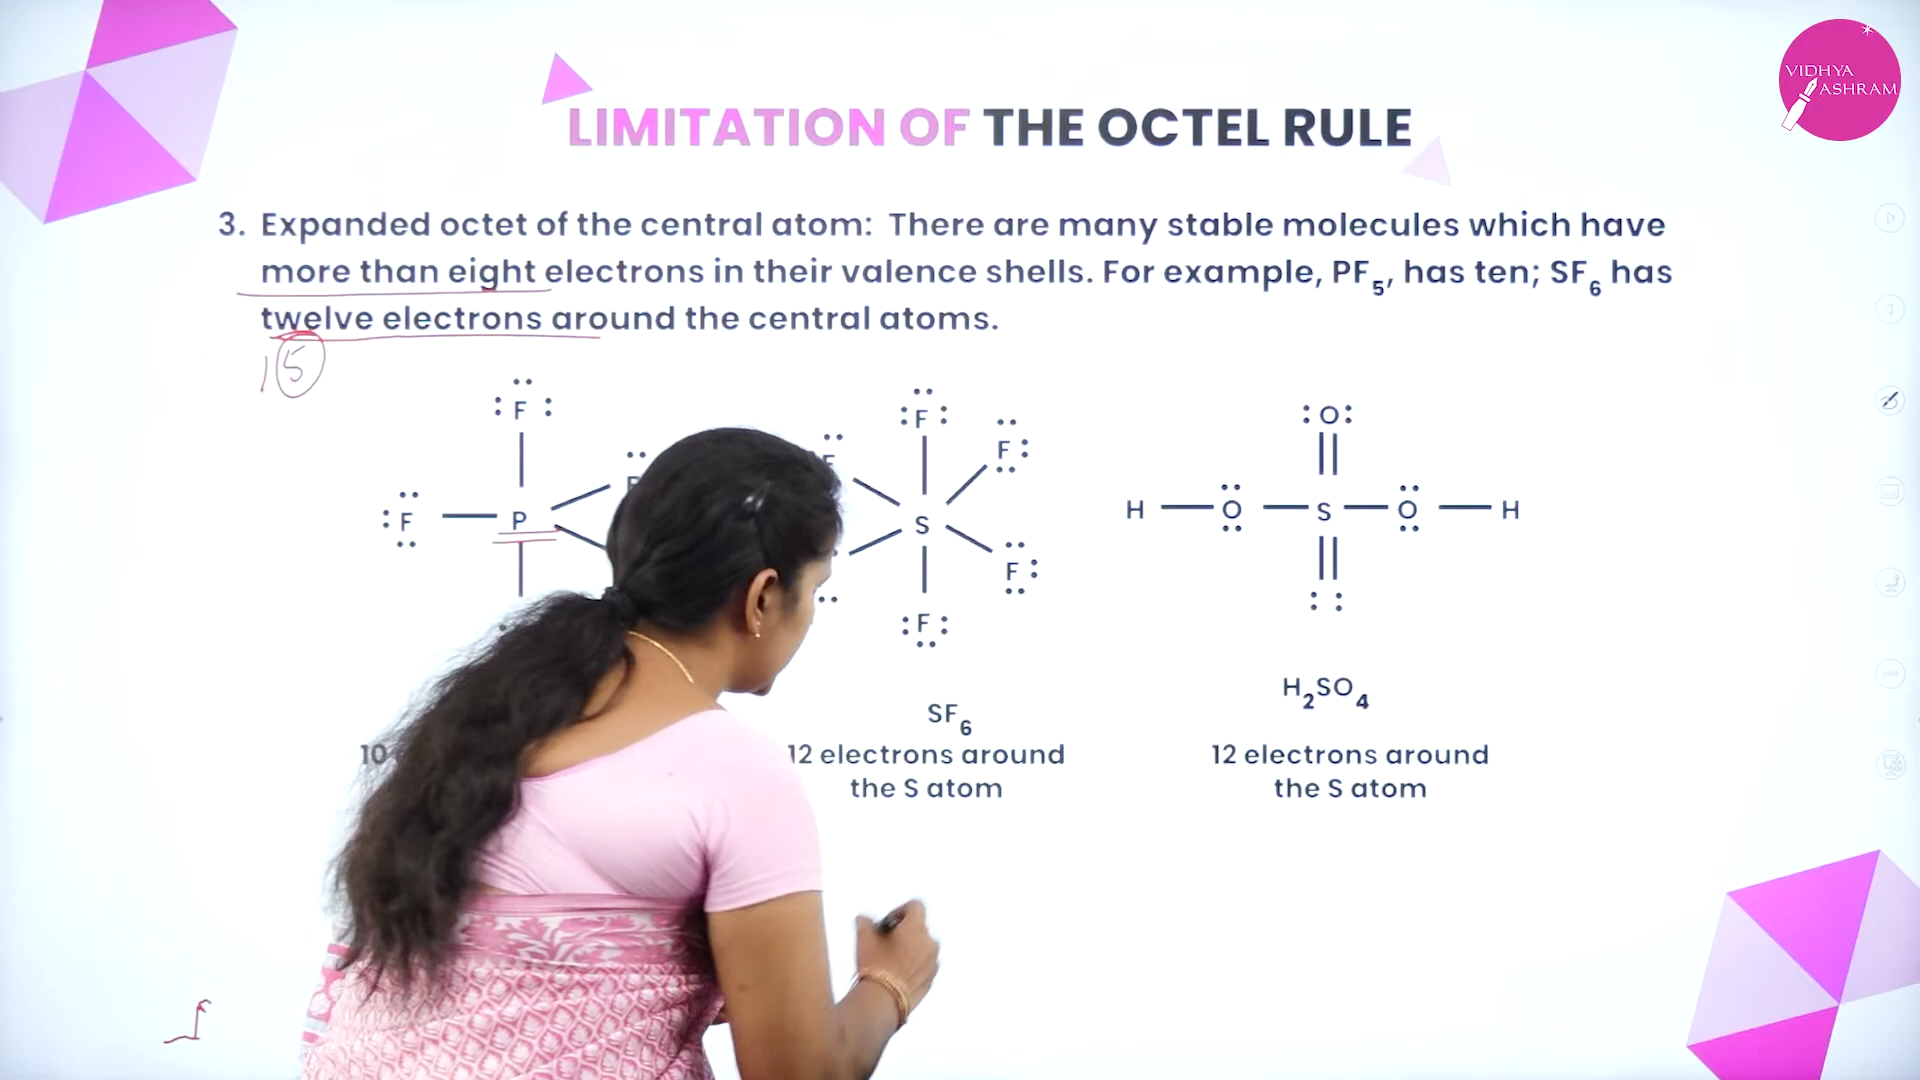 VIDHYA
ASHRAM
LIMITATION OF THE OCTEL RULE
3. Expanded octet of the central atom: There are many stable molecules which have
more than eight electrons in their valence shells. For example, PF5, has ten; SF6 has
twelve electrons around the central atoms.
15
F
F
P
F
F
F
S
F
F
O
H O S O H
SF6
12 electrons around
the S atom
H2SO4
12 electrons around
the S atom
10